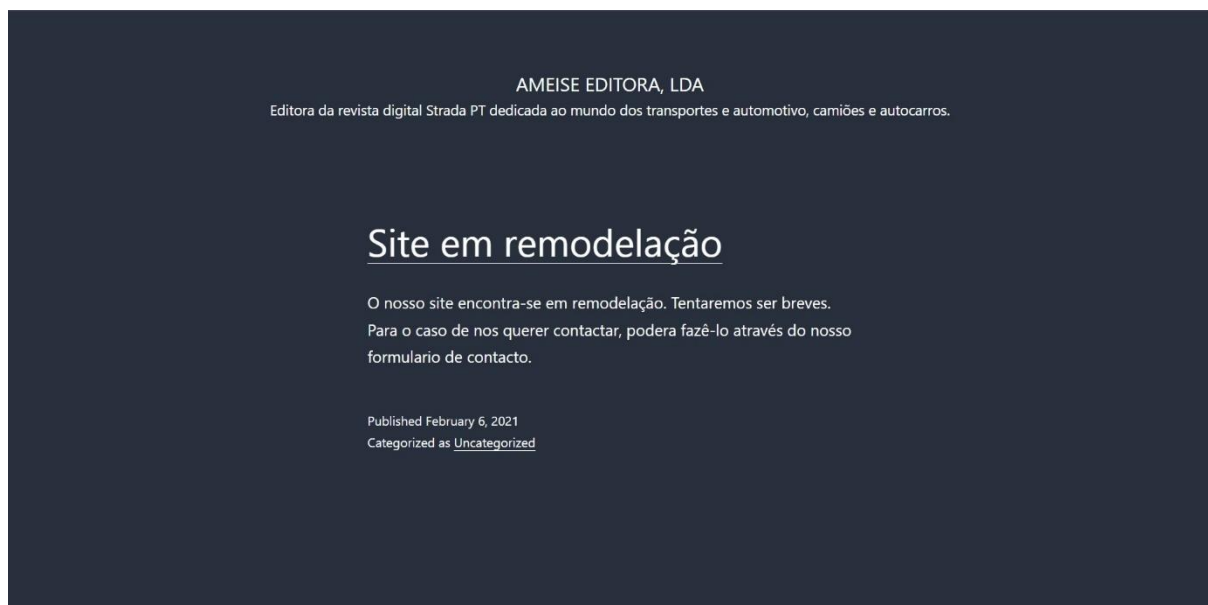 AMEISE EDITORA, LDA
Editora da revista digital Strada PT dedicada ao mundo dos transportes e automotivo, camiões e autocarros.
Site em remodelação
O nosso site encontra-se em remodelação. Tentaremos ser breves.
Para o caso de nos querer contactar, podera fazê-lo através do nosso
formulario de contacto.
Published February 6, 2021
Categorized as Uncategorized